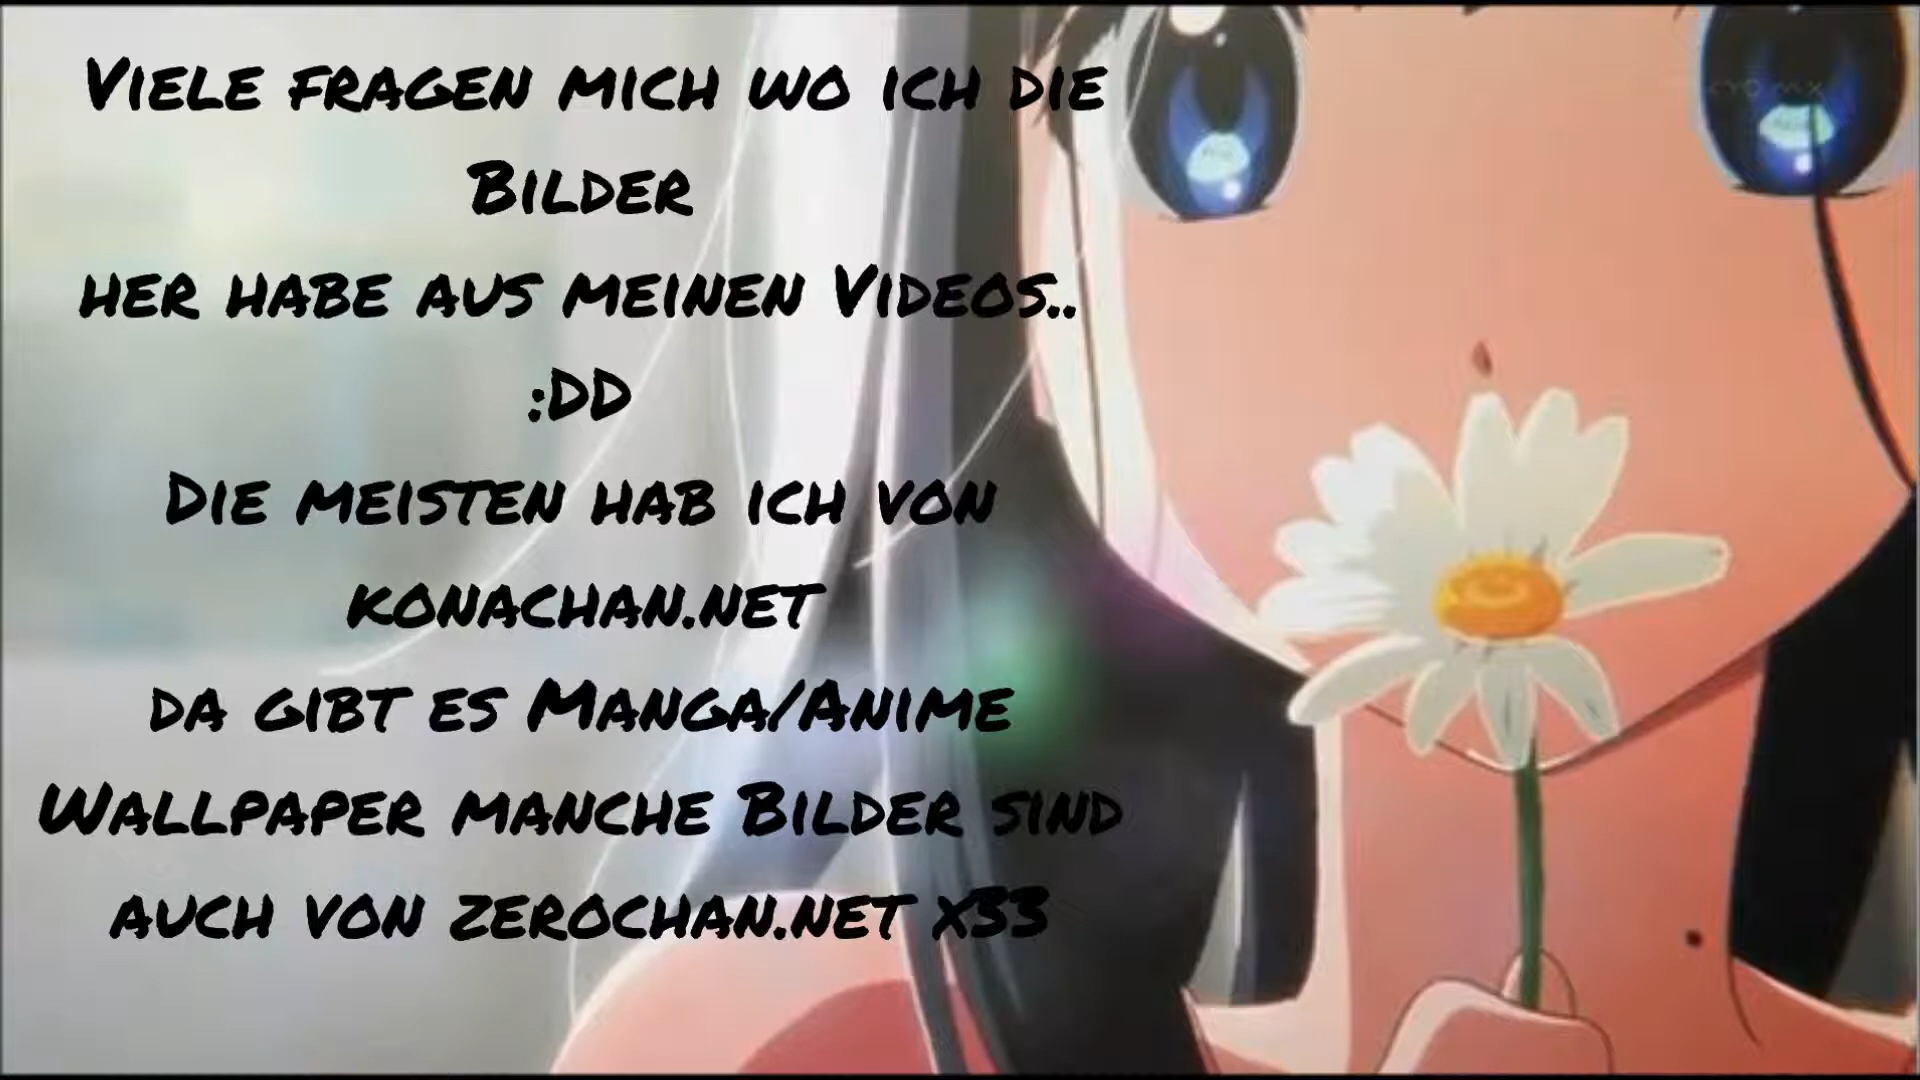 Viele fragen mich wo ich die
Bilder
her habe aus meinen Videos..
:DD
Die meisten hab ich von
konachan.net
da gibt es Manga/Anime
Wallpaper manche Bilder sind
auch von zerochan.net x33